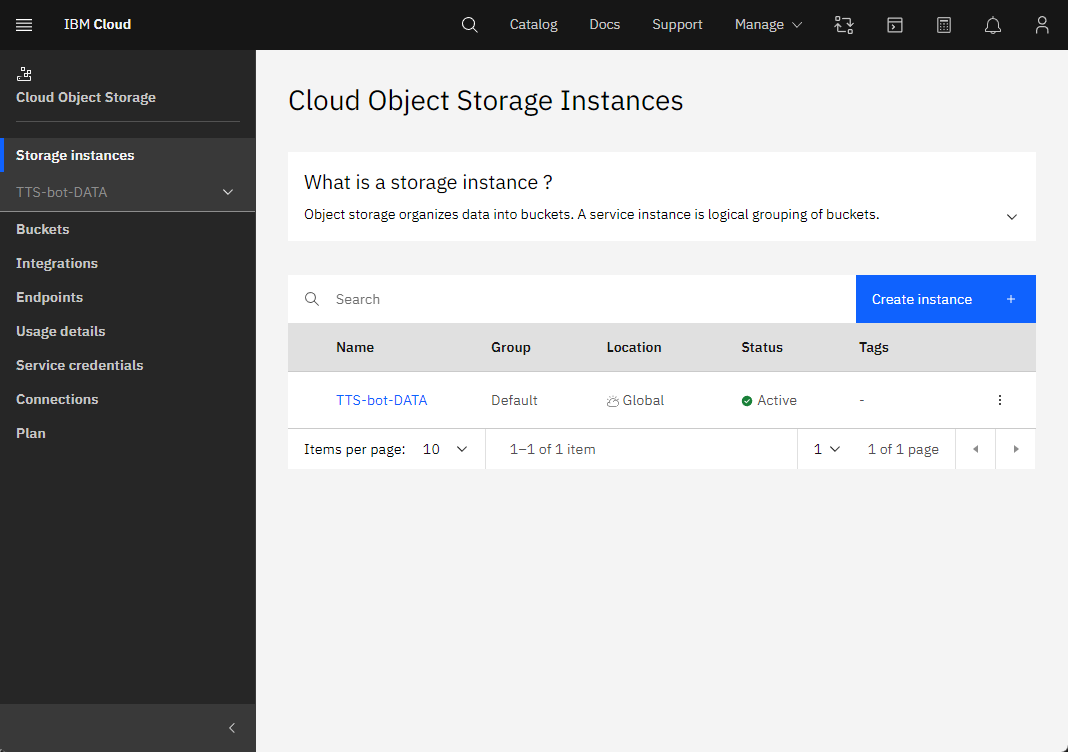 IBM Cloud
Catalog
Docs
Support
Manage
Cloud Object Storage
Storage instances
TTS-bot-DATA
Buckets
Integrations
Endpoints
Usage details
Service credentials
Connections
Plan
Cloud Object Storage Instances
What is a storage instance ?
Object storage organizes data into buckets. A service instance is logical grouping of buckets.
Search
Create instance +
Name Group Location Status Tags
TTS-bot-DATA Default Global Active -
Items per page: 10 1–1 of 1 item 1 1 of 1 page